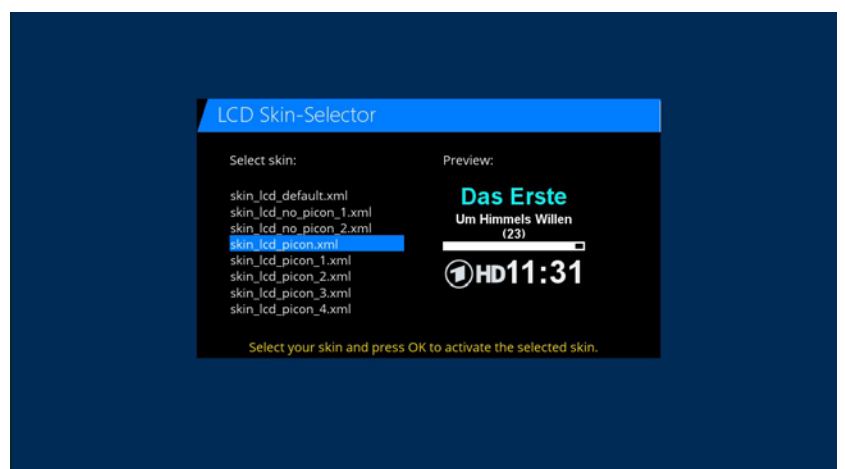 LCD Skin-Selector
Select skin:
skin_lcd_default.xml
skin_lcd_no_picon_1.xml
skin_lcd_no_picon_2.xml
skin_lcd_picon.xml
skin_lcd_picon_1.xml
skin_lcd_picon_2.xml
skin_lcd_picon_3.xml
skin_lcd_picon_4.xml
Preview:
Das Erste
Um Himmels Willen
(23)
1HD11:31
Select your skin and press OK to activate the selected skin.